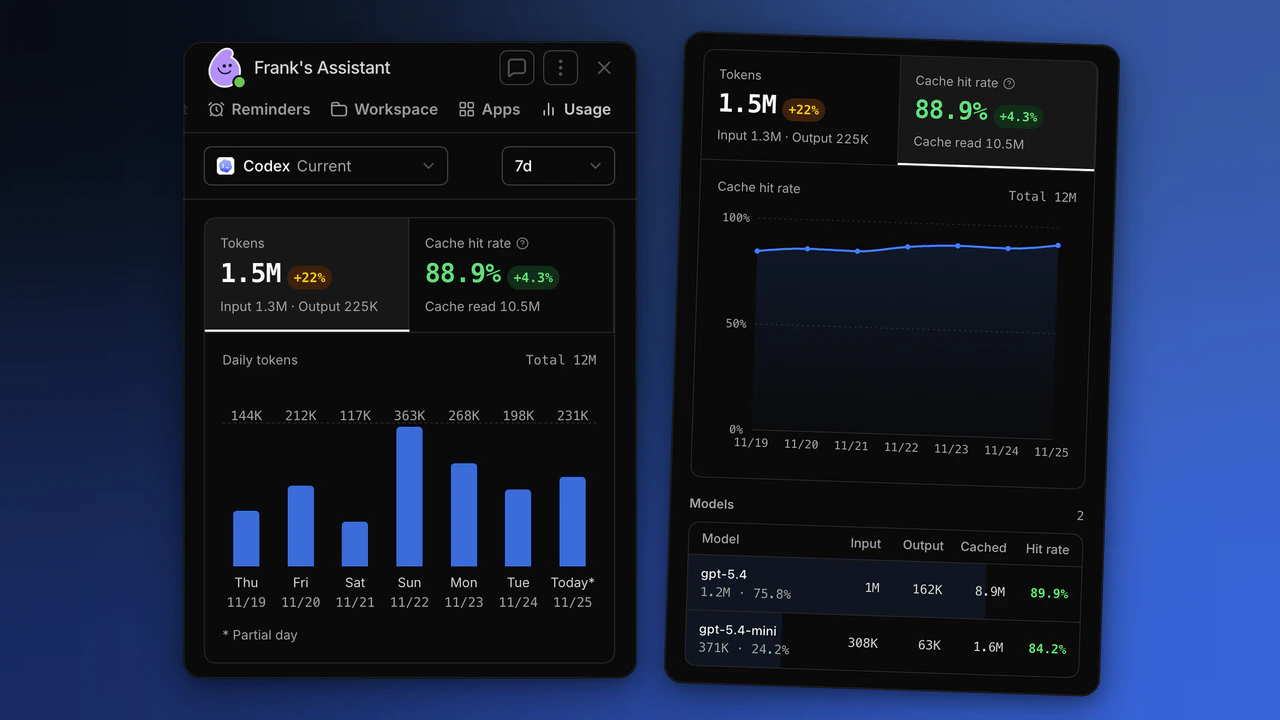 Frank's Assistant
Reminders Workspace Apps Usage
Codex Current 7d
Tokens
1.5M +22%
Input 1.3M · Output 225K
Cache hit rate
88.9% +4.3%
Cache read 10.5M
Daily tokens Total 12M
144K 212K 117K 363K 268K 198K 231K
Thu Fri Sat Sun Mon Tue Today*
11/19 11/20 11/21 11/22 11/23 11/24 11/25
* Partial day
Tokens
1.5M +22%
Input 1.3M · Output 225K
Cache hit rate
88.9% +4.3%
Cache read 10.5M
Cache hit rate Total 12M
100%
50%
0%
11/19 11/20 11/21 11/22 11/23 11/24 11/25
Models 2
Model Input Output Cached Hit rate
gpt-5.4
1.2M · 75.8% 1M 162K 8.9M 89.9%
gpt-5.4-mini
371K · 24.2% 308K 63K 1.6M 84.2%